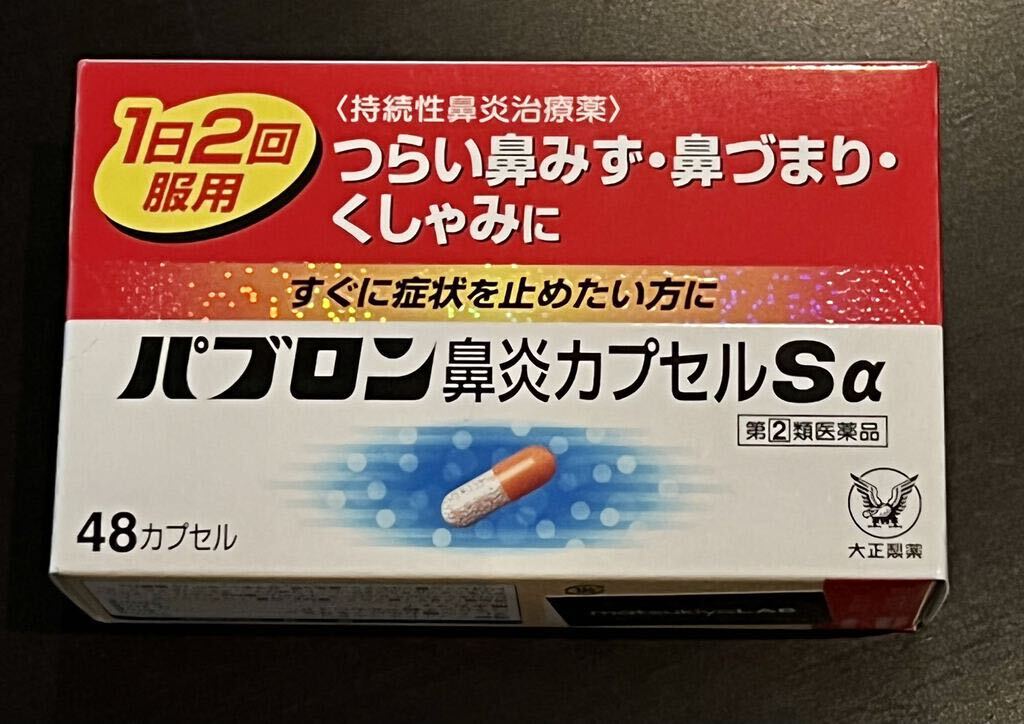 1日2回
服用
〈持続性鼻炎治療薬〉
つらい鼻みず・鼻づまり・
くしゃみに
すぐに症状を止めたい方に
パブロン鼻炎カプセルSα
第②類医薬品
48カプセル
大正製薬
matsukiyoLAB